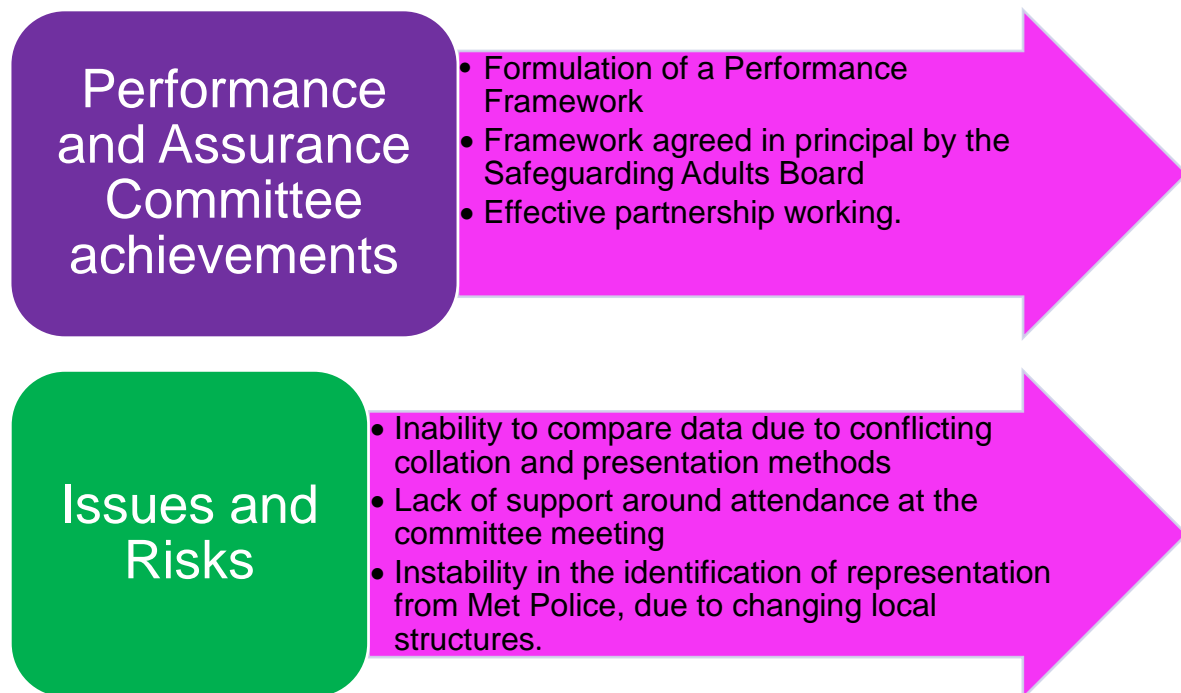 Performance
and Assurance
Committee
achievements
• Formulation of a Performance
Framework
• Framework agreed in principal by the
Safeguarding Adults Board
• Effective partnership working.
Issues and
Risks
• Inability to compare data due to conflicting
collation and presentation methods
• Lack of support around attendance at the
committee meeting
• Instability in the identification of representation
from Met Police, due to changing local
structures.